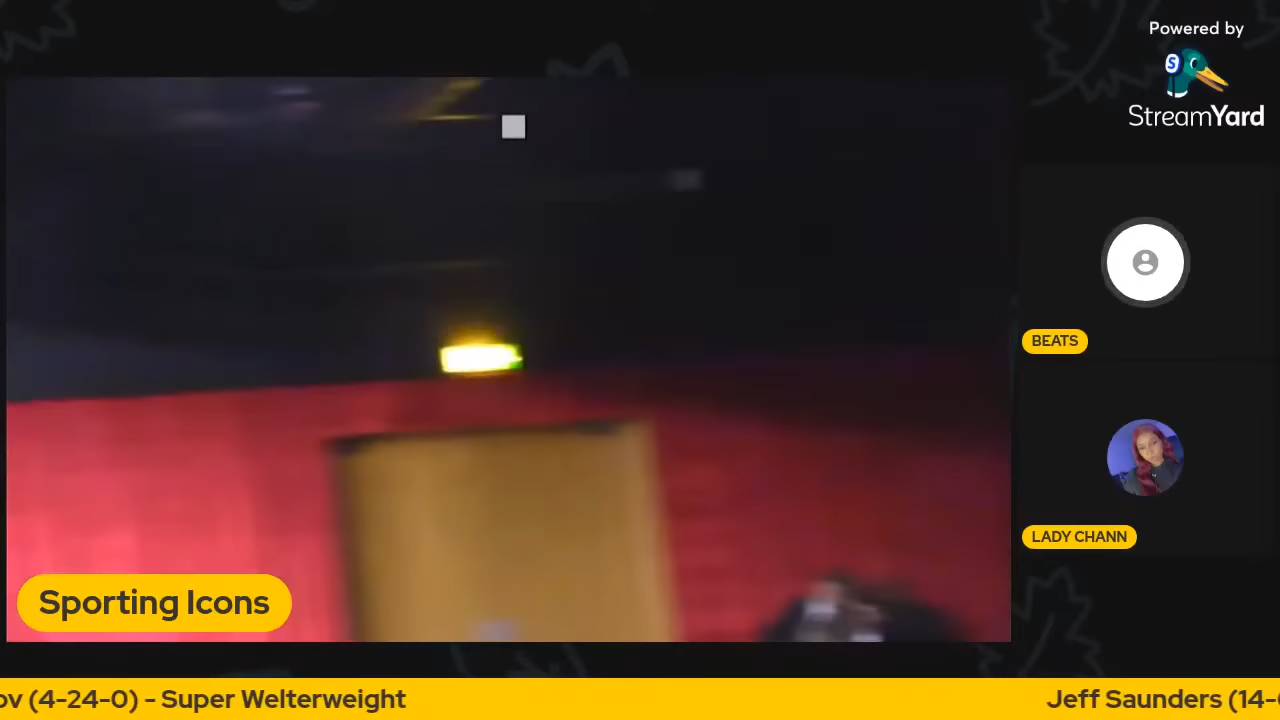 Powered by
S
StreamYard
BEATS
LADY CHANN
Sporting Icons
ov (4-24-0) - Super Welterweight
Jeff Saunders (14-